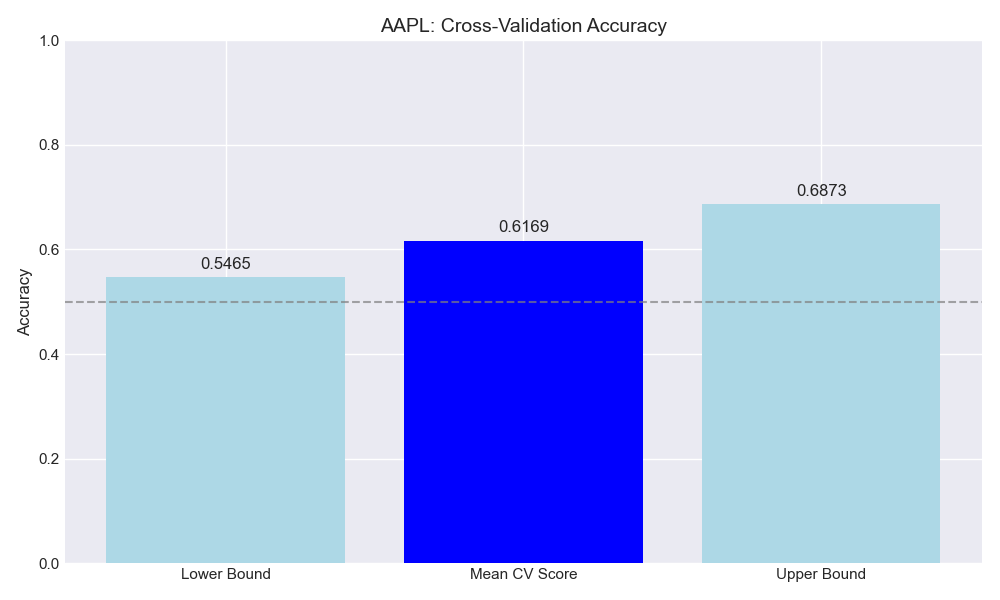 AAPL: Cross-Validation Accuracy
1.0
0.8
0.6
0.4
0.2
0.0
Accuracy
0.5465
0.6169
0.6873
Lower Bound
Mean CV Score
Upper Bound